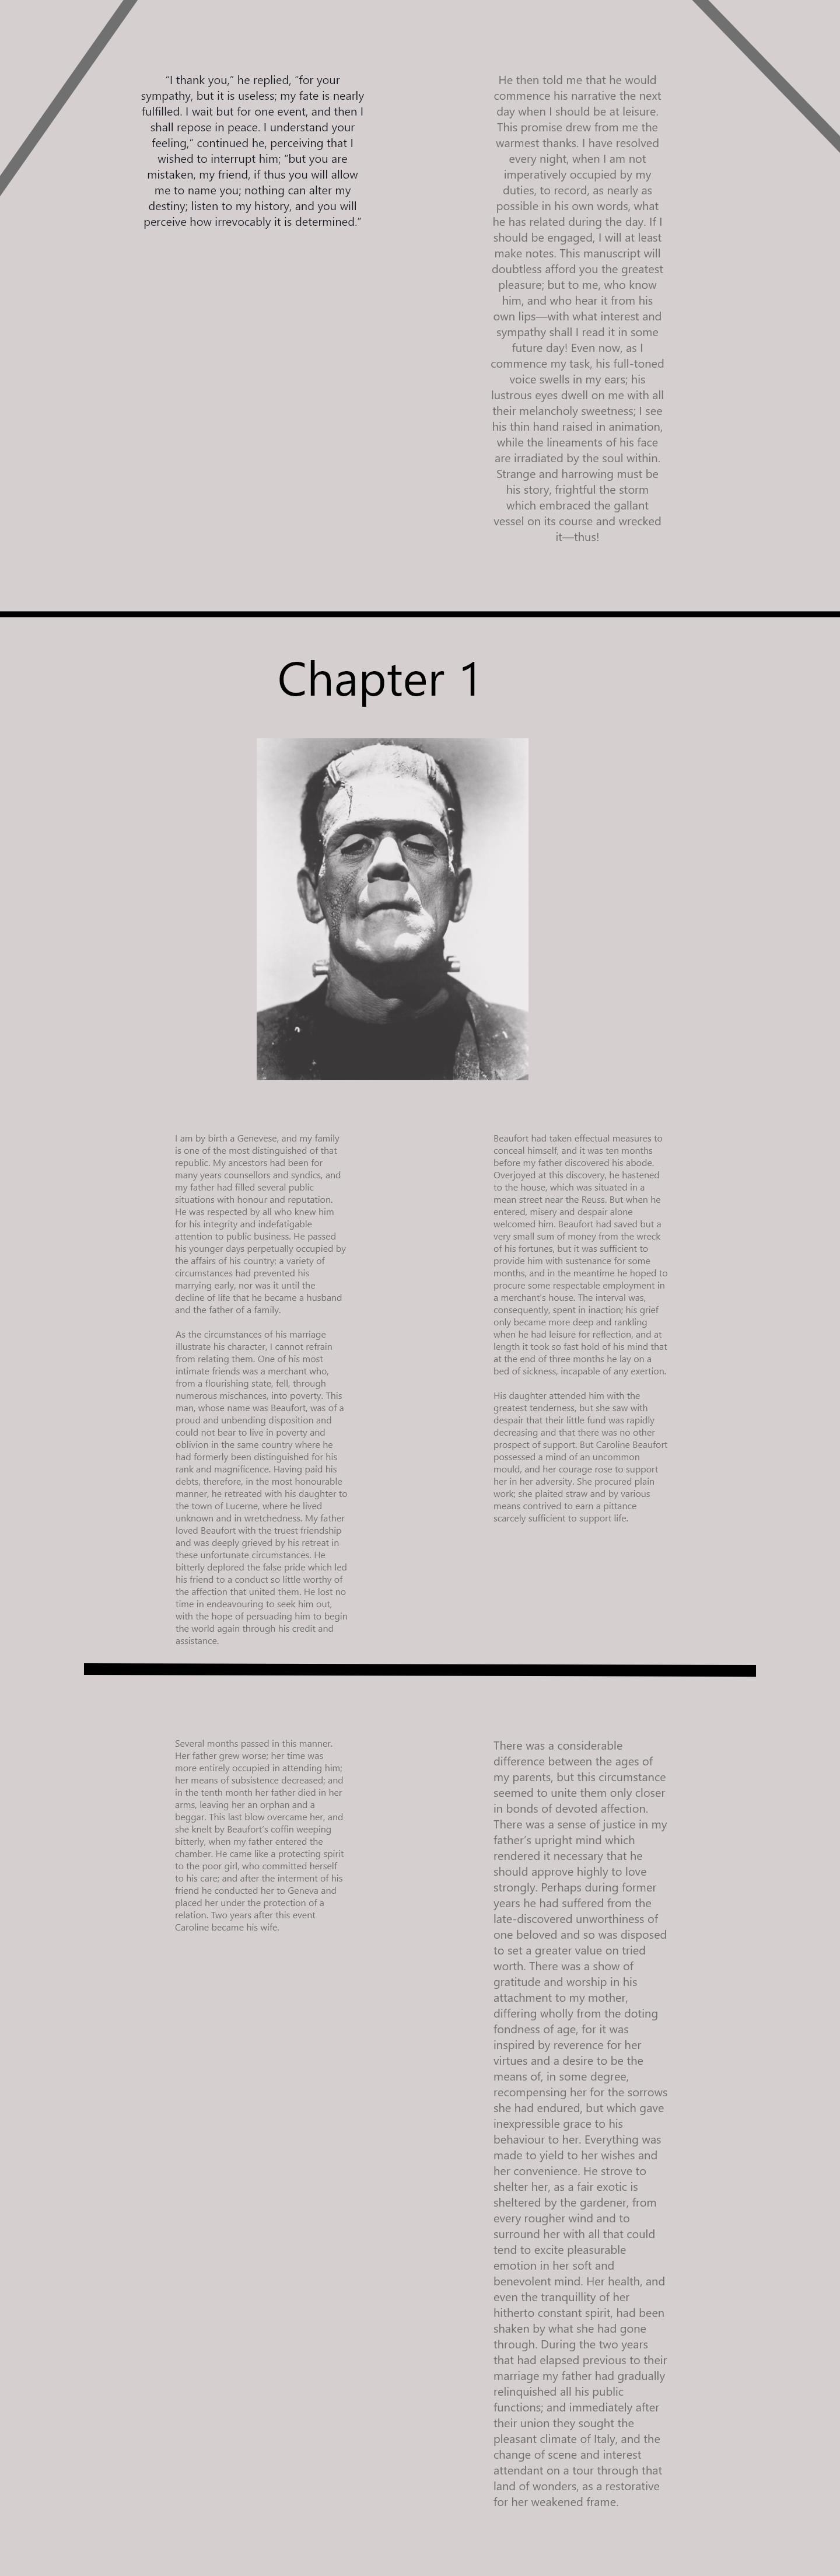 “I thank you,” he replied, “for your
sympathy, but it is useless; my fate is nearly
fulfilled. I wait but for one event, and then I
shall repose in peace. I understand your
feeling,” continued he, perceiving that I
wished to interrupt him; “but you are
mistaken, my friend, if thus you will allow
me to name you; nothing can alter my
destiny; listen to my history, and you will
perceive how irrevocably it is determined.”
He then told me that he would
commence his narrative the next
day when I should be at leisure.
This promise drew from me the
warmest thanks. I have resolved
every night, when I am not
imperatively occupied by my
duties, to record, as nearly as
possible in his own words, what
he has related during the day. If I
should be engaged, I will at least
make notes. This manuscript will
doubtless afford you the greatest
pleasure; but to me, who know
him, and who hear it from his
own lips—with what interest and
sympathy shall I read it in some
future day! Even now, as I
commence my task, his full-toned
voice swells in my ears; his
lustrous eyes dwell on me with all
their melancholy sweetness; I see
his thin hand raised in animation,
while the lineaments of his face
are irradiated by the soul within.
Strange and harrowing must be
his story, frightful the storm
which embraced the gallant
vessel on its course and wrecked
it—thus!
Chapter 1
I am by birth a Genevese, and my family
is one of the most distinguished of that
republic. My ancestors had been for
many years counsellors and syndics, and
my father had filled several public
situations with honour and reputation.
He was respected by all who knew him
for his integrity and indefatigable
attention to public business. He passed
his younger days perpetually occupied by
the affairs of his country; a variety of
circumstances had prevented his
marrying early, nor was it until the
decline of life that he became a husband
and the father of a family.
As the circumstances of his marriage
illustrate his character, I cannot refrain
from relating them. One of his most
intimate friends was a merchant who,
from a flourishing state, fell, through
numerous mischances, into poverty. This
man, whose name was Beaufort, was of a
proud and unbending disposition and
could not bear to live in poverty and
oblivion in the same country where he
had formerly been distinguished for his
rank and magnificence. Having paid his
debts, therefore, in the most honourable
manner, he retreated with his daughter to
the town of Lucerne, where he lived
unknown and in wretchedness. My father
loved Beaufort with the truest friendship
and was deeply grieved by his retreat in
these unfortunate circumstances. He
bitterly deplored the false pride which led
his friend to a conduct so little worthy of
the affection that united them. He lost no
time in endeavouring to seek him out,
with the hope of persuading him to begin
the world again through his credit and
assistance.
Beaufort had taken effectual measures to
conceal himself, and it was ten months
before my father discovered his abode.
Overjoyed at this discovery, he hastened
to the house, which was situated in a
mean street near the Reuss. But when he
entered, misery and despair alone
welcomed him. Beaufort had saved but a
very small sum of money from the wreck
of his fortunes, but it was sufficient to
provide him with sustenance for some
months, and in the meantime he hoped to
procure some respectable employment in
a merchant’s house. The interval was,
consequently, spent in inaction; his grief
only became more deep and rankling
when he had leisure for reflection, and at
length it took so fast hold of his mind that
at the end of three months he lay on a
bed of sickness, incapable of any exertion.
His daughter attended him with the
greatest tenderness, but she saw with
despair that their little fund was rapidly
decreasing and that there was no other
prospect of support. But Caroline Beaufort
possessed a mind of an uncommon
mould, and her courage rose to support
her in her adversity. She procured plain
work; she plaited straw and by various
means contrived to earn a pittance
scarcely sufficient to support life.
Several months passed in this manner.
Her father grew worse; her time was
more entirely occupied in attending him;
her means of subsistence decreased; and
in the tenth month her father died in her
arms, leaving her an orphan and a
beggar. This last blow overcame her, and
she knelt by Beaufort’s coffin weeping
bitterly, when my father entered the
chamber. He came like a protecting spirit
to the poor girl, who committed herself
to his care; and after the interment of his
friend he conducted her to Geneva and
placed her under the protection of a
relation. Two years after this event
Caroline became his wife.
There was a considerable
difference between the ages of
my parents, but this circumstance
seemed to unite them only closer
in bonds of devoted affection.
There was a sense of justice in my
father’s upright mind which
rendered it necessary that he
should approve highly to love
strongly. Perhaps during former
years he had suffered from the
late-discovered unworthiness of
one beloved and so was disposed
to set a greater value on tried
worth. There was a show of
gratitude and worship in his
attachment to my mother,
differing wholly from the doting
fondness of age, for it was
inspired by reverence for her
virtues and a desire to be the
means of, in some degree,
recompensing her for the sorrows
she had endured, but which gave
inexpressible grace to his
behaviour to her. Everything was
made to yield to her wishes and
her convenience. He strove to
shelter her, as a fair exotic is
sheltered by the gardener, from
every rougher wind and to
surround her with all that could
tend to excite pleasurable
emotion in her soft and
benevolent mind. Her health, and
even the tranquillity of her
hitherto constant spirit, had been
shaken by what she had gone
through. During the two years
that had elapsed previous to their
marriage my father had gradually
relinquished all his public
functions; and immediately after
their union they sought the
pleasant climate of Italy, and the
change of scene and interest
attendant on a tour through that
land of wonders, as a restorative
for her weakened frame.